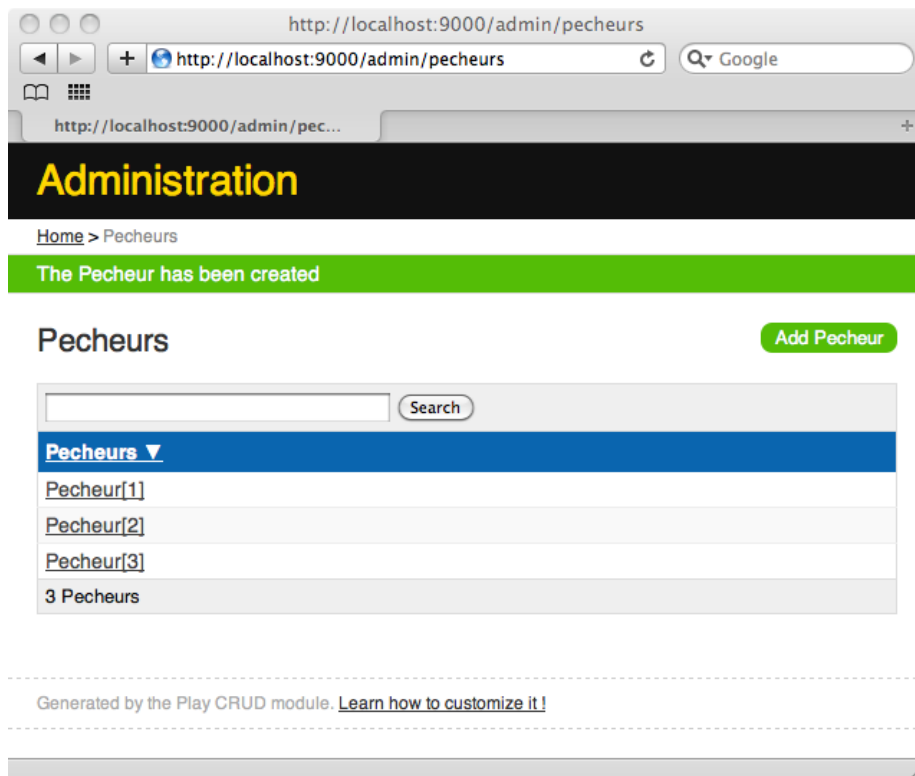 http://localhost:9000/admin/pecheurs
http://localhost:9000/admin/pecheurs
Google
http://localhost:9000/admin/pec...
Administration
Home > Pecheurs
The Pecheur has been created
Pecheurs
Add Pecheur
Search
Pecheurs ▼
Pecheur[1]
Pecheur[2]
Pecheur[3]
3 Pecheurs
Generated by the Play CRUD module. Learn how to customize it !